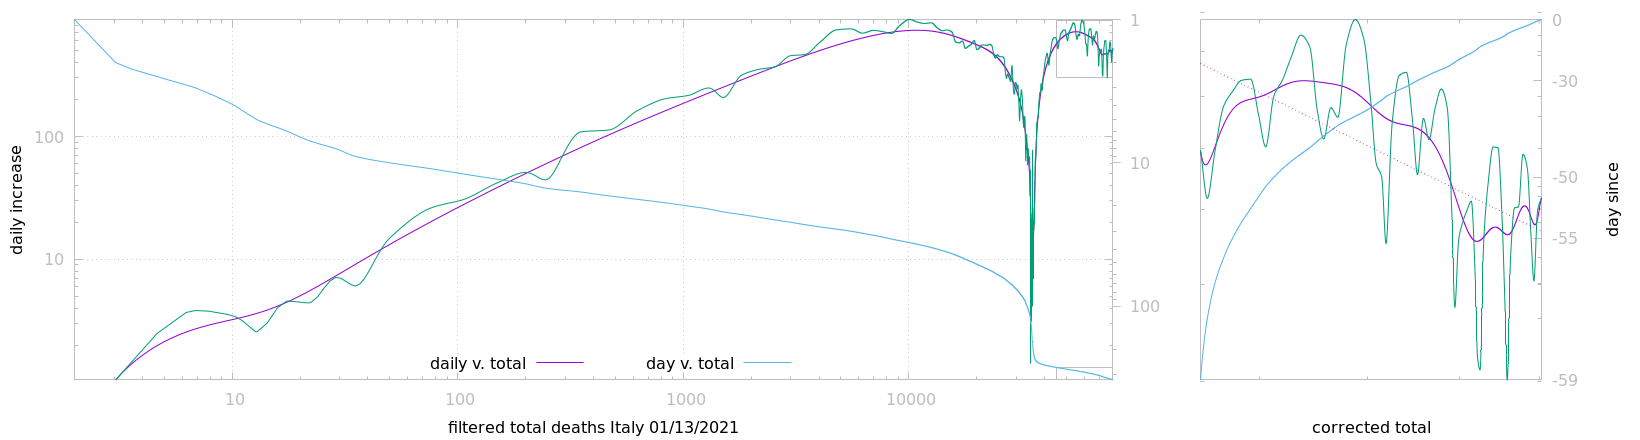 daily increase
100
10
1
10
100
daily v. total
day v. total
10
100
1000
10000
filtered total deaths Italy 01/13/2021
0
-30
-50
-55
-59
day since
corrected total